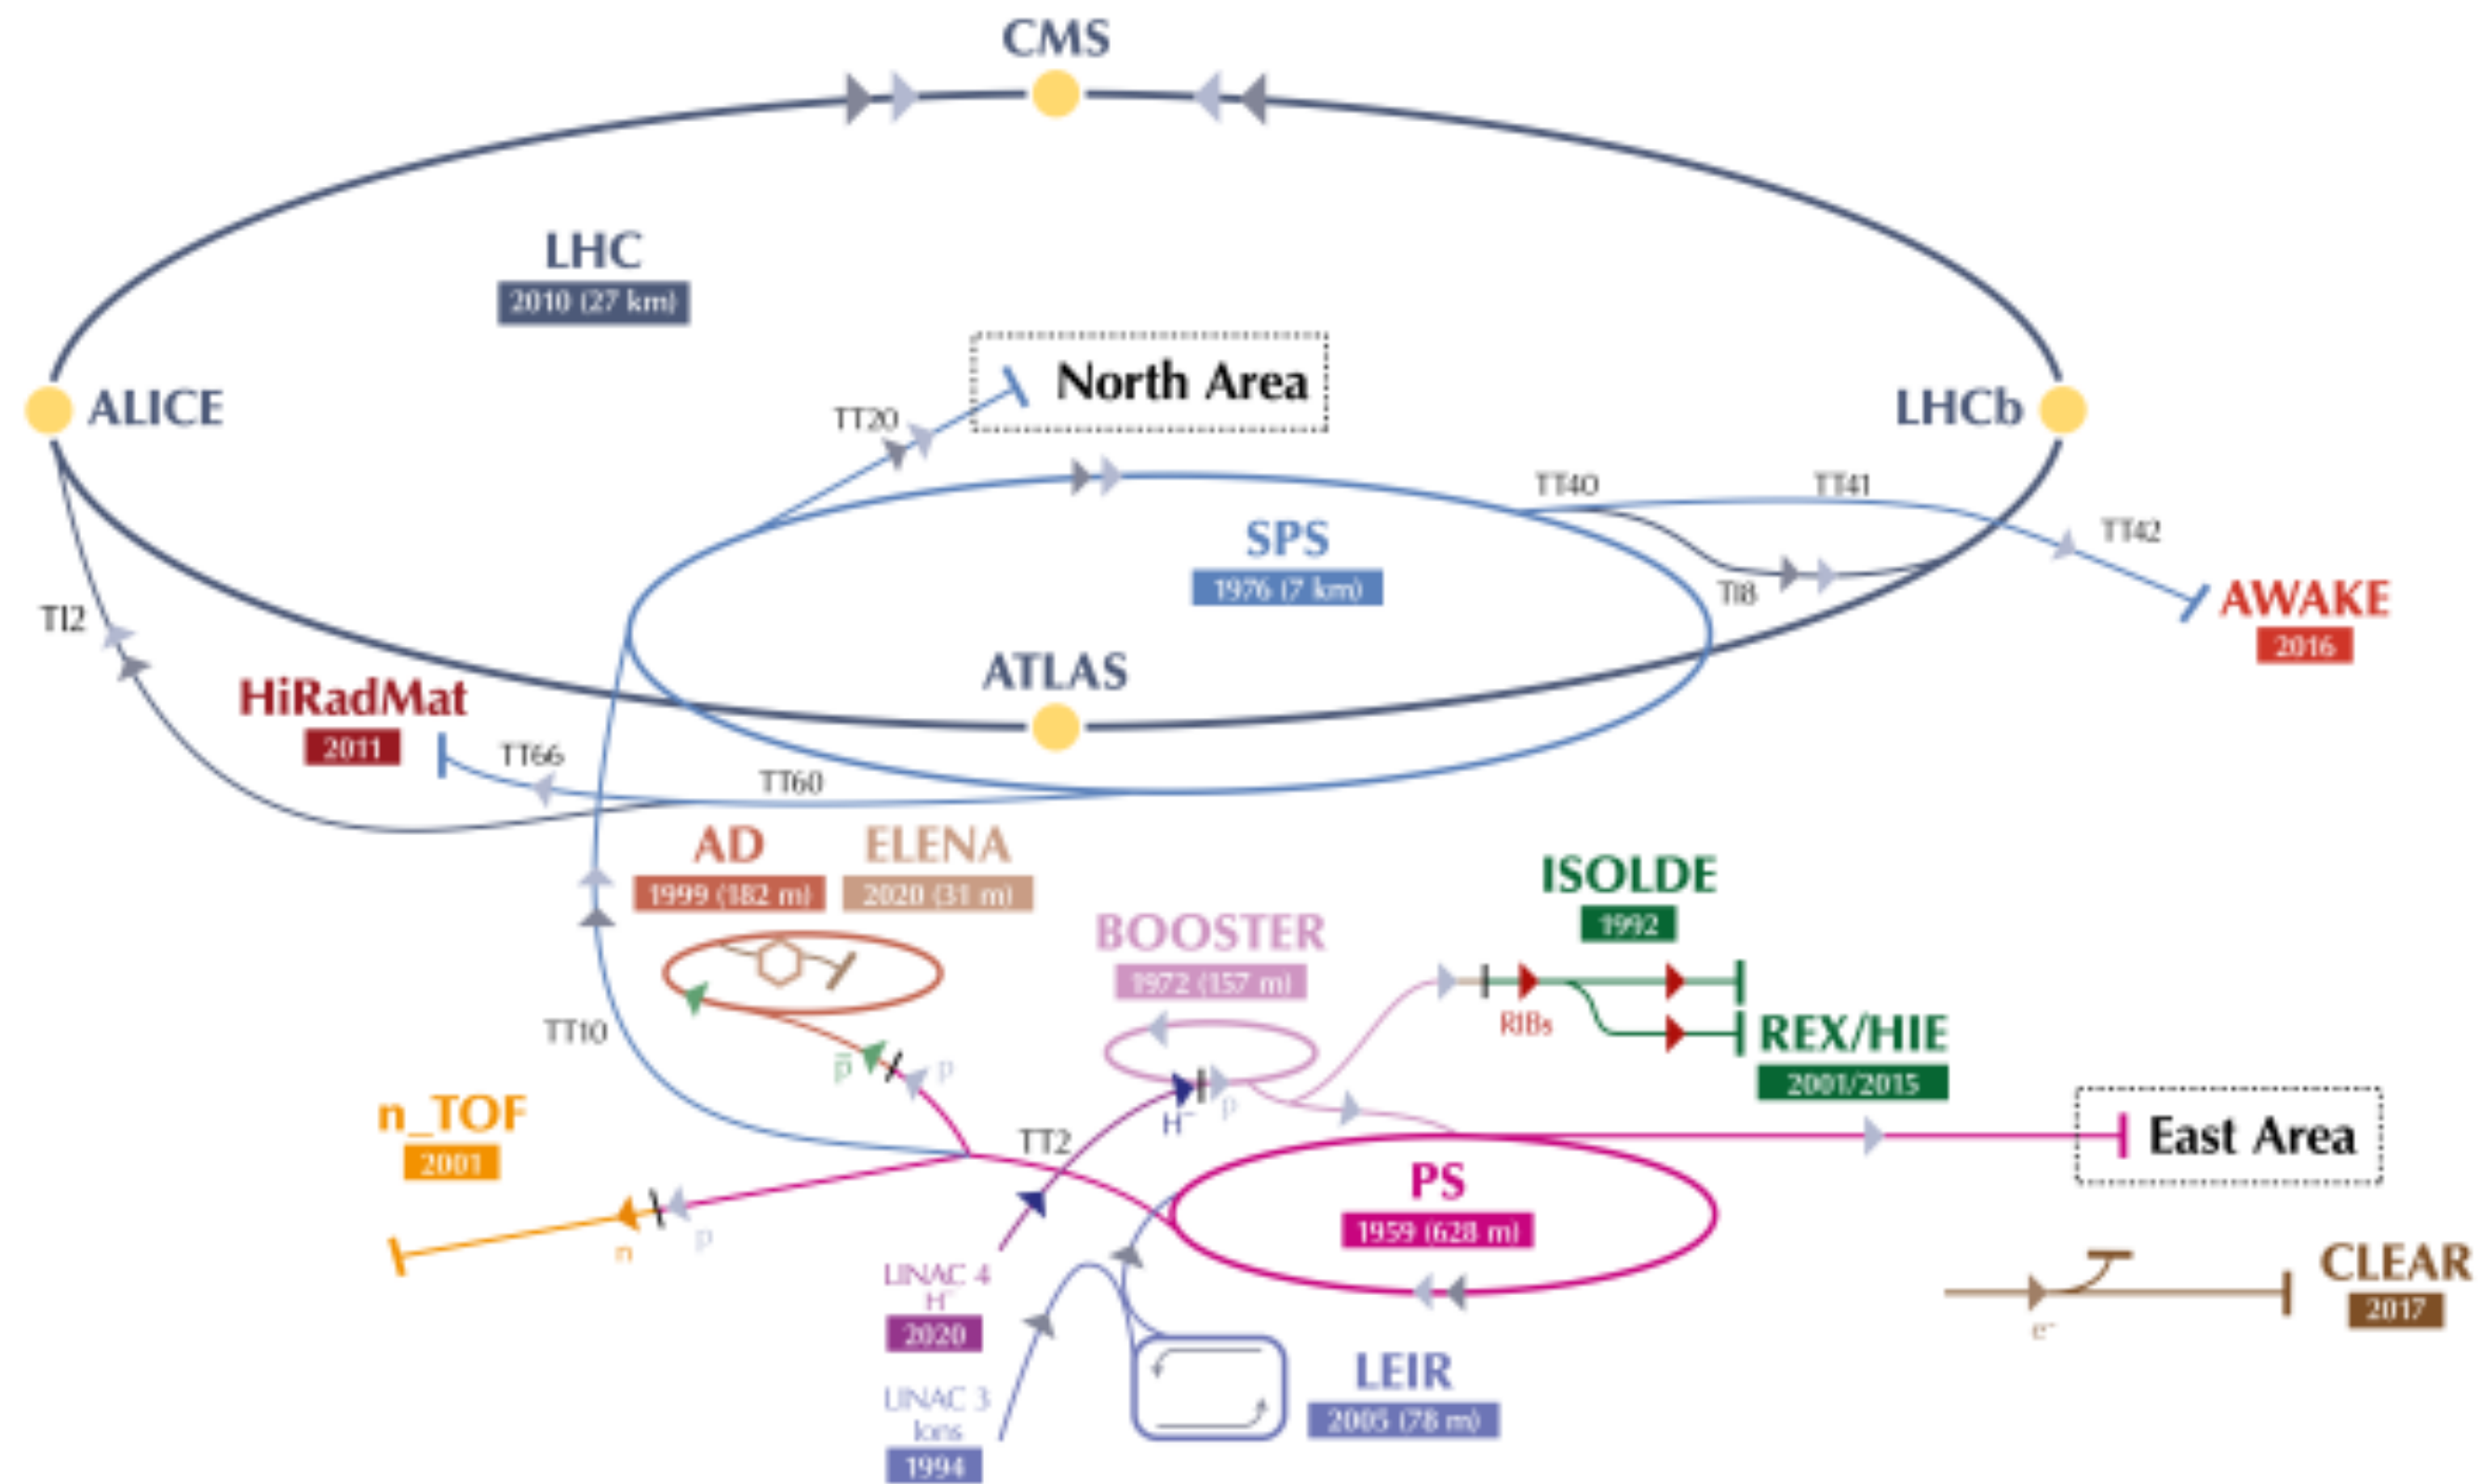 CMS
LHC
2010 (27 km)
North Area
ALICE
TT20
LHCb
TT40
TT41
SPS
1976 (7 km)
TT42
TI8
AWAKE
2016
TI2
ATLAS
HiRadMat
2011
TT66
TT60
AD
1999 (182 m)
ELENA
2020 (31 m)
ISOLDE
1992
BOOSTER
1972 (157 m)
RIBs
REX/HIE
2001/2015
TT10
p̄
p
H⁻
p
n_TOF
2001
TT2
East Area
PS
1959 (628 m)
n
p
LINAC 4
H⁻
2020
CLEAR
2017
e⁻
LEIR
2005 (78 m)
LINAC 3
Ions
1994